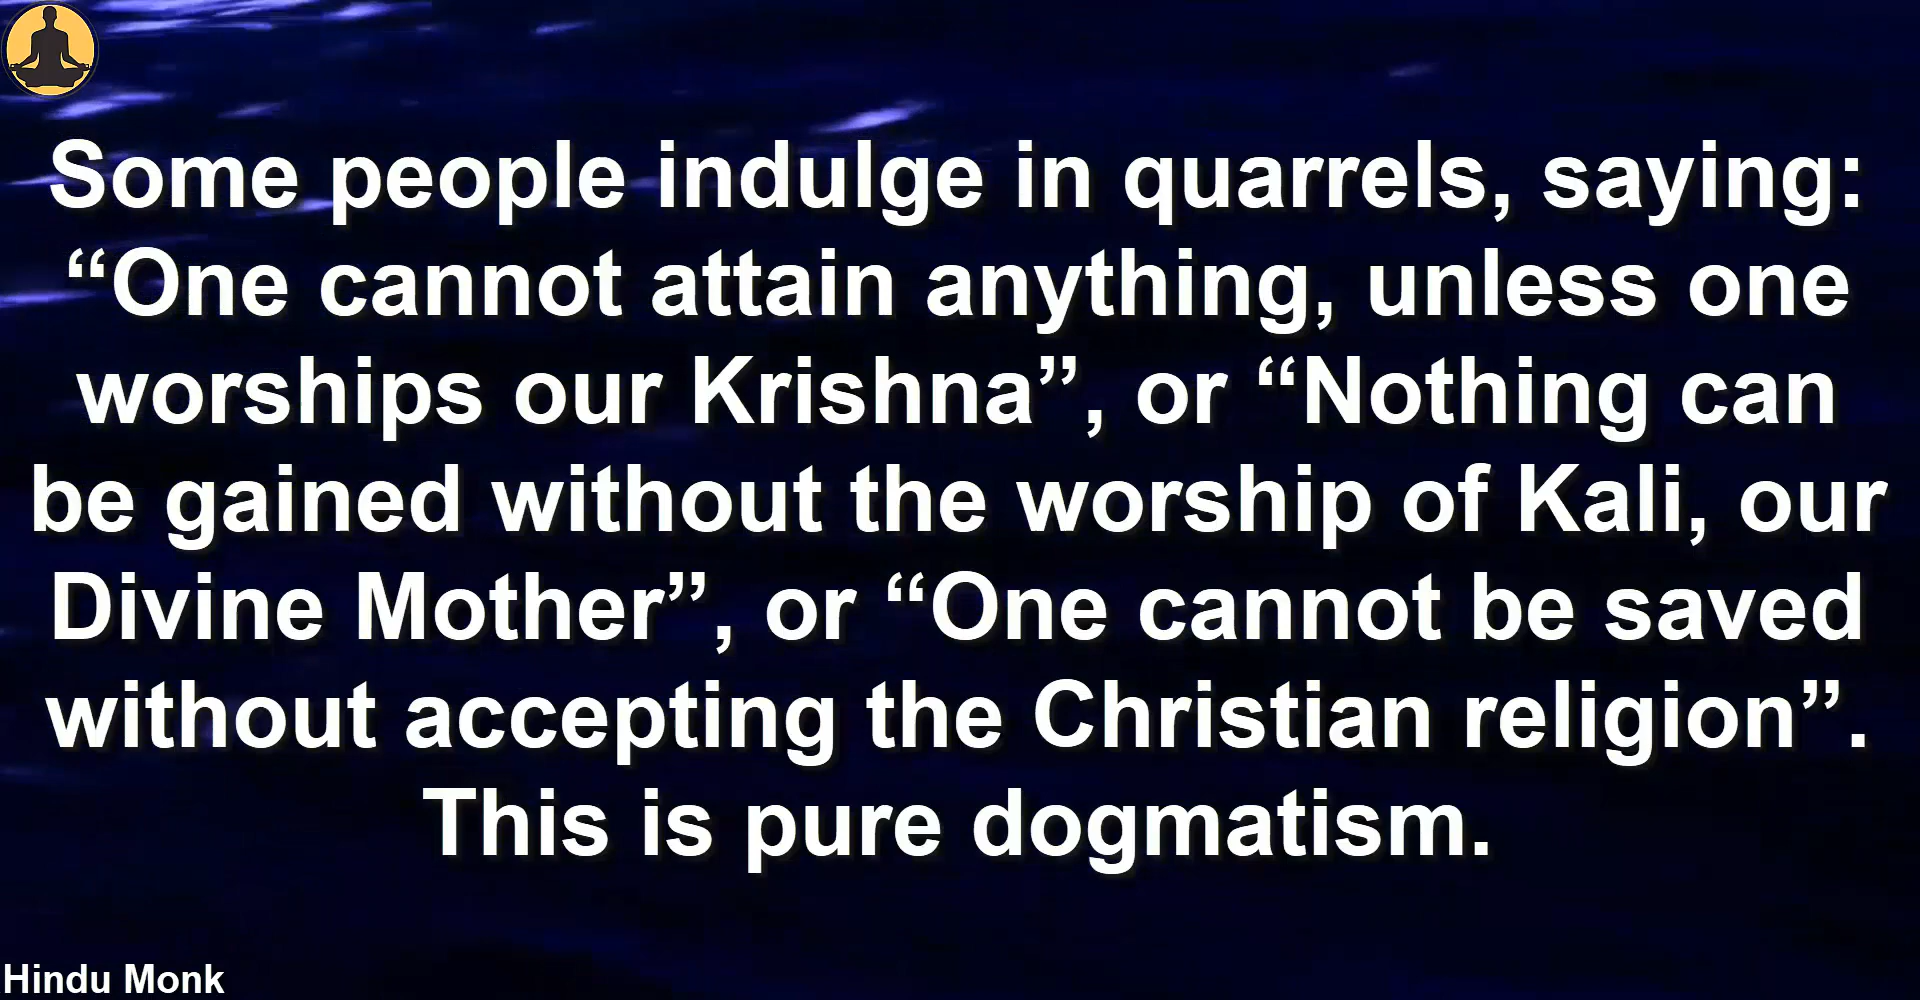 Some people indulge in quarrels, saying:
“One cannot attain anything, unless one
worships our Krishna”, or “Nothing can
be gained without the worship of Kali, our
Divine Mother”, or “One cannot be saved
without accepting the Christian religion”.
This is pure dogmatism.
Hindu Monk